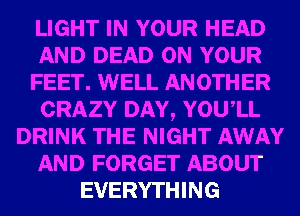 LIGHT IN YOUR HEAD
AND DEAD ON YOUR
FEET. WELL ANOTHER
CRAZY DAY, YOU'LL
DRINK THE NIGHT AWAY
AND FORGET ABOUT
EVERYTHING